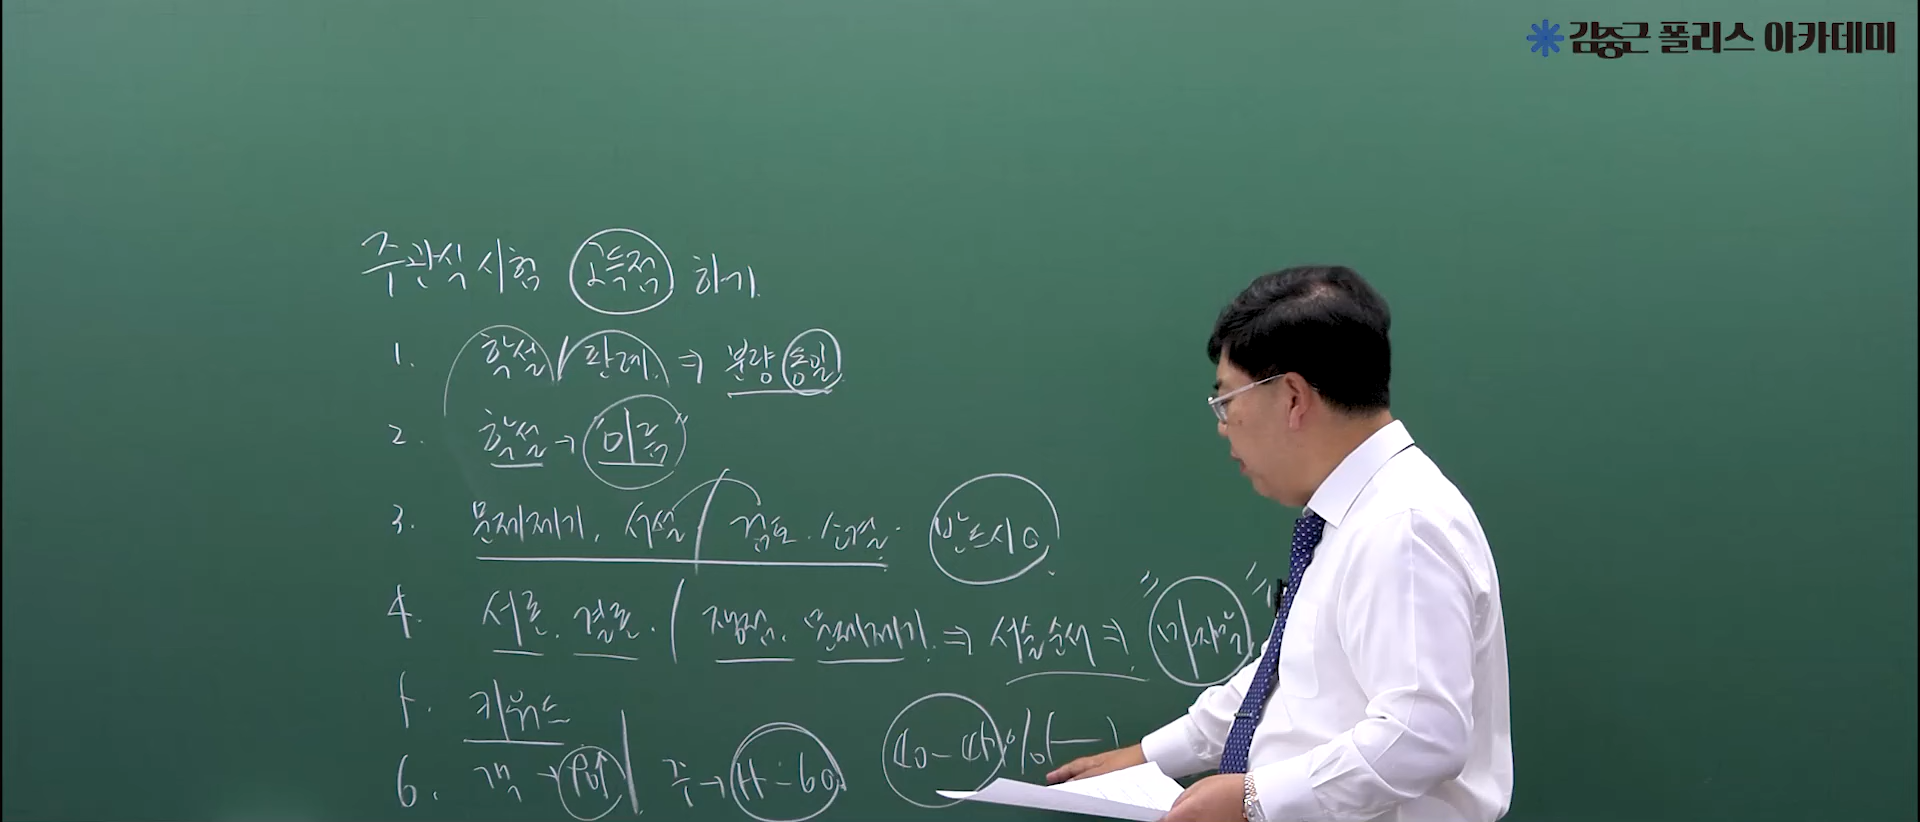 김중근 폴리스 아카데미
주관식 시험 고득점 하기.
1. 학설/판례. ⇒ 분량 동일.
2. 학설 → "이름"
3. 문제제기, 서설 / 검토. 반드시
4. 서론. 결론. / 쟁점. 문제제기. ⇒ 서술순서 ⇒
5. 키워드
6. 객 → / 주 →